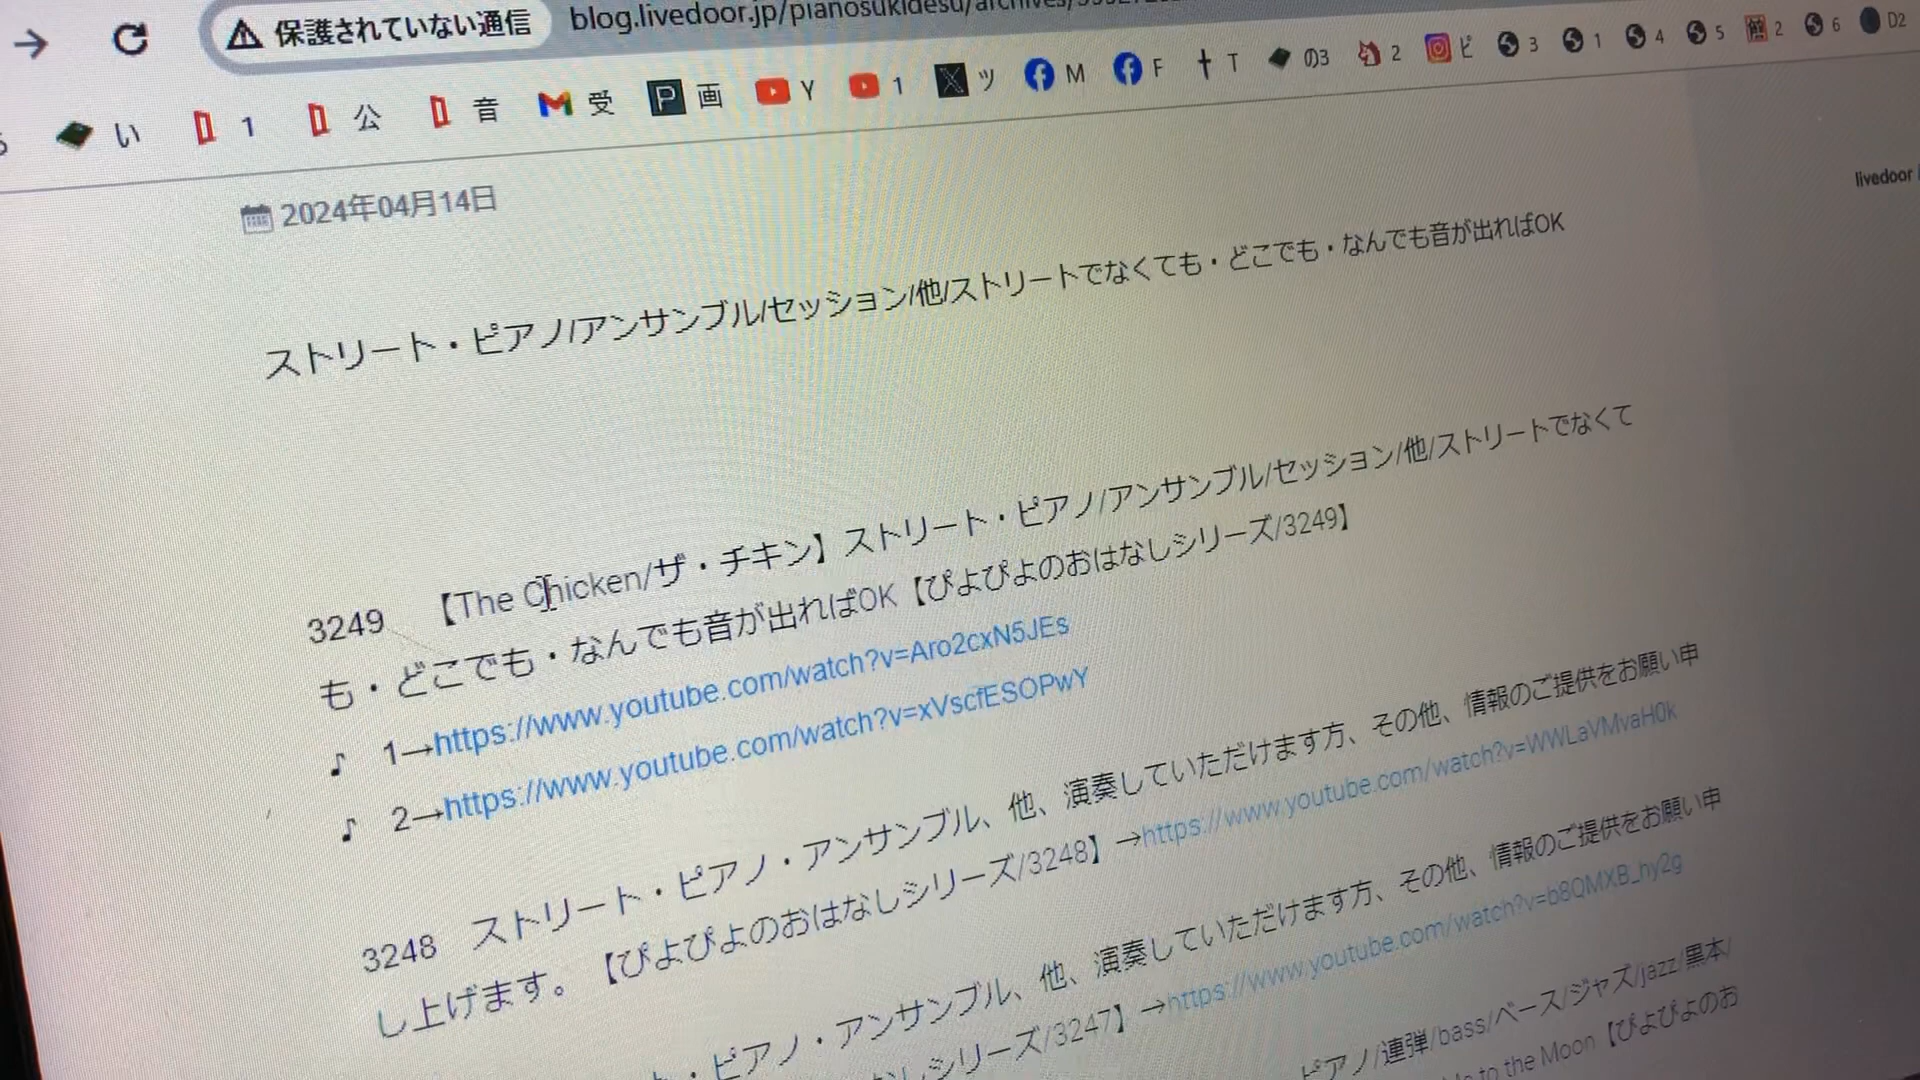 保護されていない通信 blog.livedoor.jp/pianosukidesu/archives/
い 1 公 音 受 画 Y 1 ツ M F T の3 2 ピ 3 1 4 5 2 6 D2
livedoor
2024年04月14日
ストリート・ピアノ/アンサンブル/セッション/他/ストリートでなくても・どこでも・なんでも音が出ればOK
3249 【The Chicken/ザ・チキン】ストリート・ピアノ/アンサンブル/セッション/他/ストリートでなくて
も・どこでも・なんでも音が出ればOK【ぴよぴよのおはなしシリーズ/3249】
♪ 1→https://www.youtube.com/watch?v=Aro2cxN5JEs
♪ 2→https://www.youtube.com/watch?v=xVscfESOPwY
3248 ストリート・ピアノ・アンサンブル、他、演奏していただけます方、その他、情報のご提供をお願い申
し上げます。【ぴよぴよのおはなしシリーズ/3248】→https://www.youtube.com/watch?v=WWLaVMvaH0k
・ピアノ・アンサンブル、他、演奏していただけます方、その他、情報のご提供をお願い申
シリーズ/3247】→https://www.youtube.com/watch?v=b8QMXB_hy2g
ピアノ/連弾/bass/ベース/ジャズ/jazz/黒本/
to the Moon【ぴよぴよのお